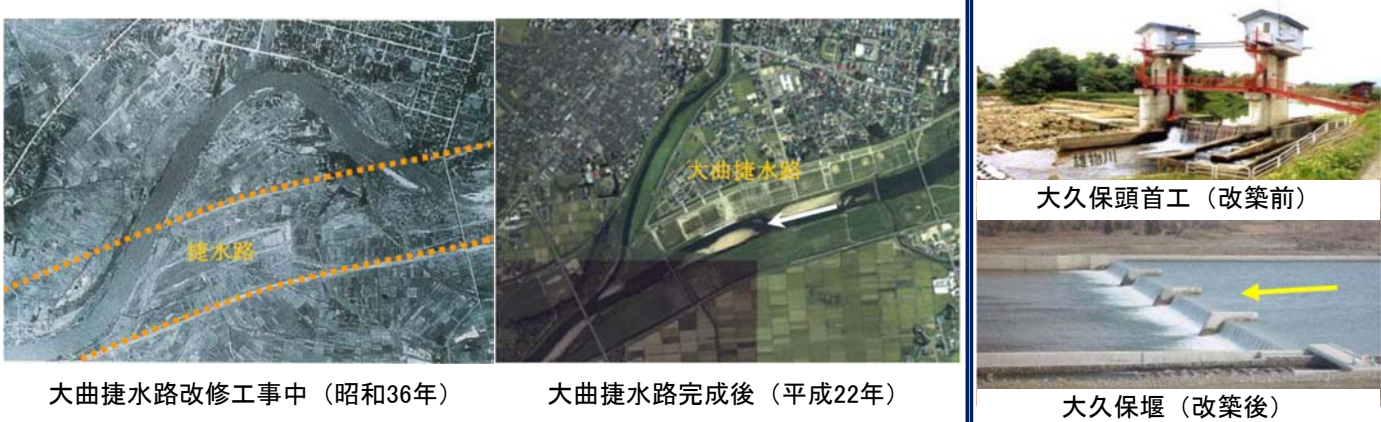 捷水路
大曲捷水路改修工事中（昭和36年）
大曲捷水路
大曲捷水路完成後（平成22年）
雄物川
大久保頭首工（改築前）
大久保堰（改築後）